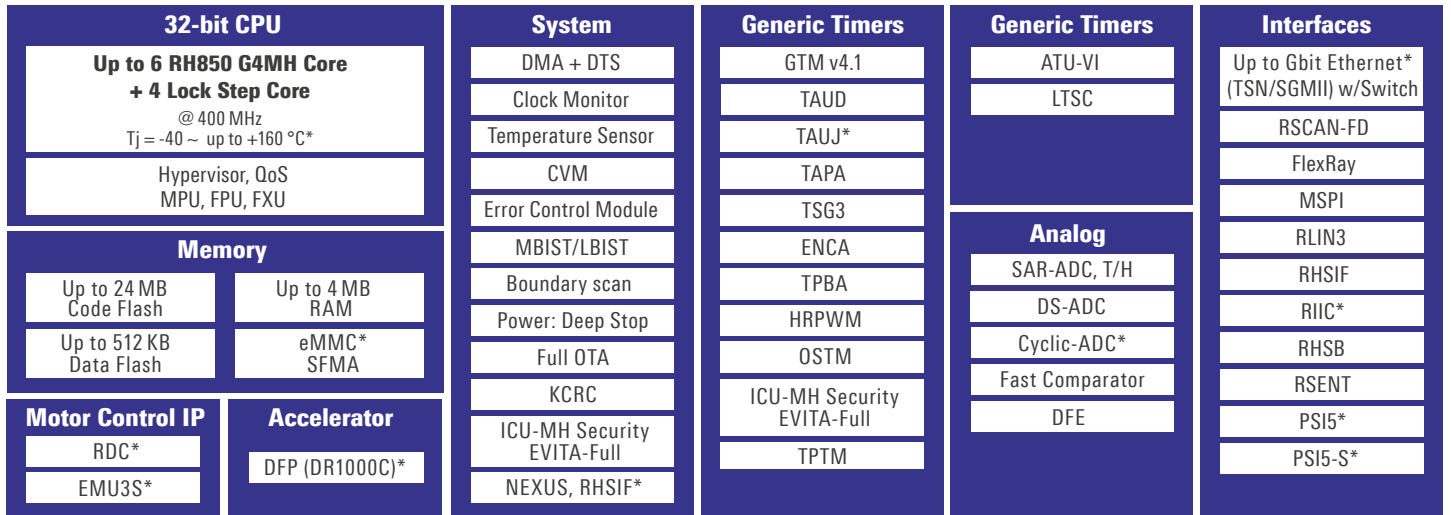 32-bit CPU
Up to 6 RH850 G4MH Core
+ 4 Lock Step Core
@ 400 MHz
Tj = -40 ~ up to +160 °C*
Hypervisor, QoS
MPU, FPU, FXU
Memory
Up to 24 MB
Code Flash
Up to 4 MB
RAM
Up to 512 KB
Data Flash
eMMC*
SFMA
Motor Control IP
RDC*
EMU3S*
Accelerator
DFP (DR1000C)*
System
DMA + DTS
Clock Monitor
Temperature Sensor
CVM
Error Control Module
MBIST/LBIST
Boundary scan
Power: Deep Stop
Full OTA
KCRC
ICU-MH Security
EVITA-Full
NEXUS, RHSIF*
Generic Timers
GTM v4.1
TAUD
TAUJ*
TAPA
TSG3
ENCA
TPBA
HRPWM
OSTM
ICU-MH Security
EVITA-Full
TPTM
Generic Timers
ATU-VI
LTSC
Analog
SAR-ADC, T/H
DS-ADC
Cyclic-ADC*
Fast Comparator
DFE
Interfaces
Up to Gbit Ethernet*
(TSN/SGMII) w/Switch
RSCAN-FD
FlexRay
MSPI
RLIN3
RHSIF
RIIC*
RHSB
RSENT
PSI5*
PSI5-S*